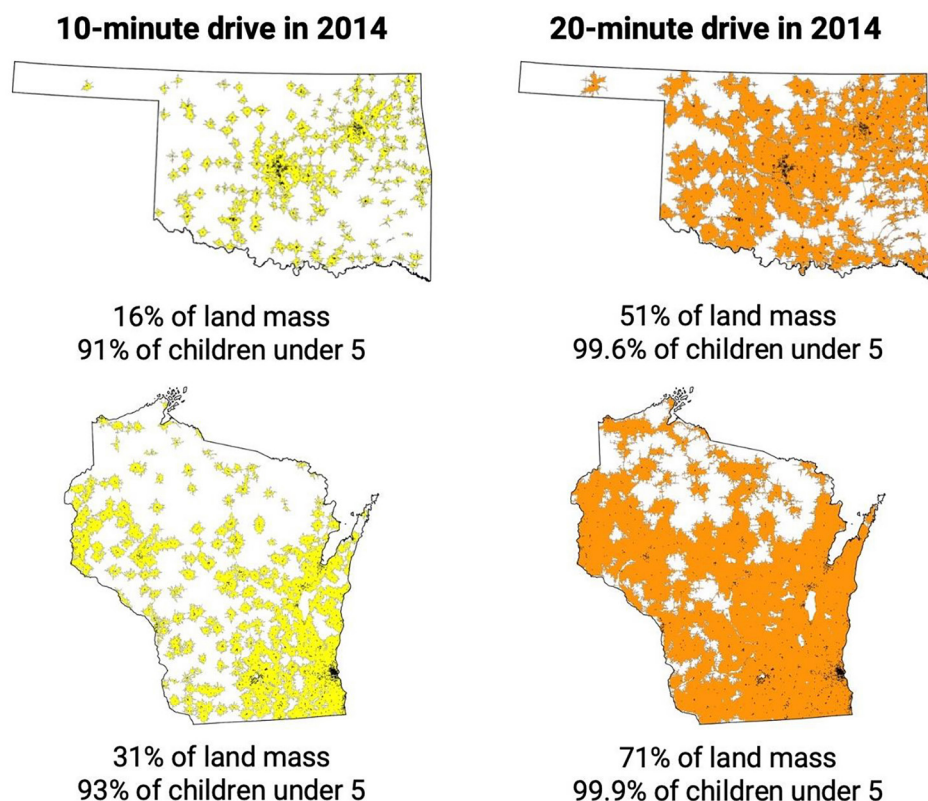 10-minute drive in 2014
20-minute drive in 2014
16% of land mass
91% of children under 5
51% of land mass
99.6% of children under 5
31% of land mass
93% of children under 5
71% of land mass
99.9% of children under 5